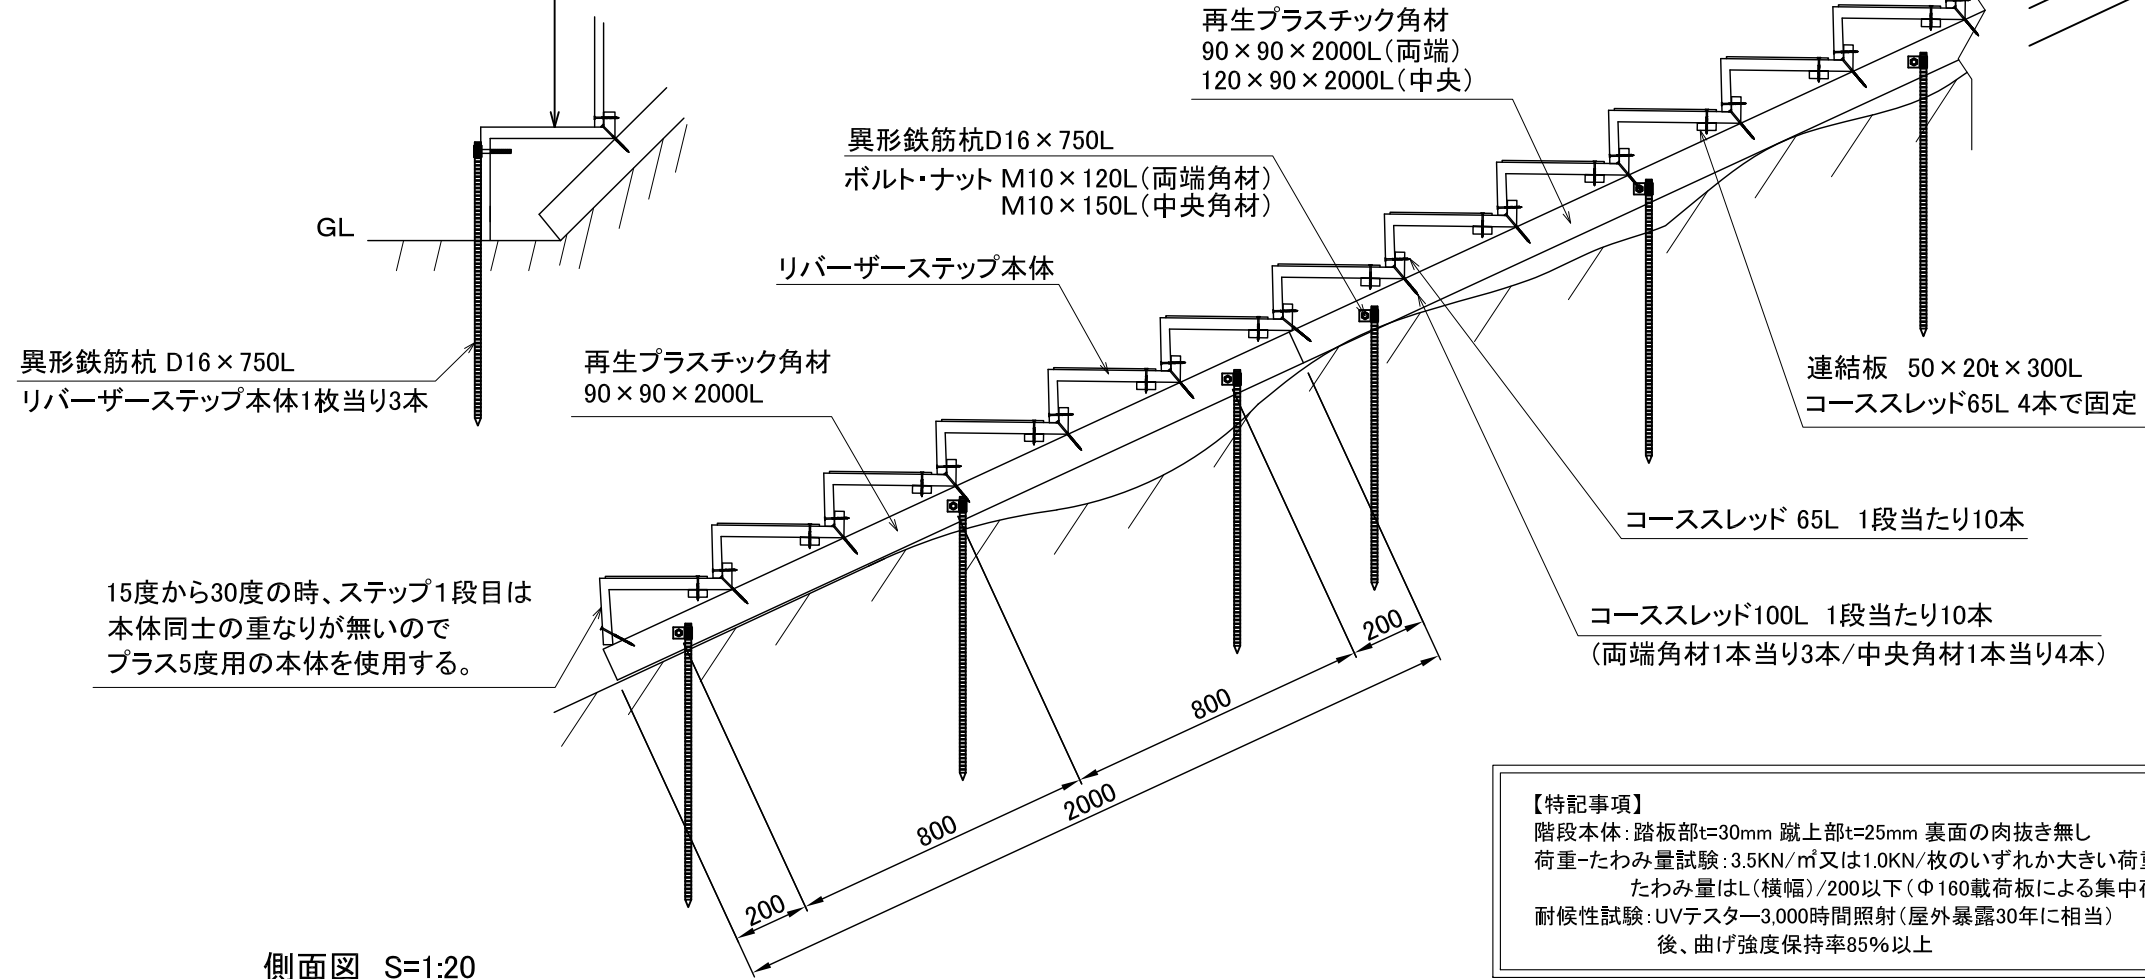 再生プラスチック角材
90×90×2000L(両端)
120×90×2000L(中央)
異形鉄筋杭D16×750L
ボルト・ナット M10×120L(両端角材)
M10×150L(中央角材)
GL
リバーザーステップ本体
異形鉄筋杭 D16×750L
リバーザーステップ本体1枚当り3本
再生プラスチック角材
90×90×2000L
連結板 50×20t×300L
コーススレッド65L 4本で固定
コーススレッド 65L 1段当たり10本
15度から30度の時、ステップ1段目は
本体同士の重なりが無いので
プラス5度用の本体を使用する。
コーススレッド100L 1段当たり10本
(両端角材1本当り3本/中央角材1本当り4本)
200
800
2000
800
200
【特記事項】
階段本体:踏板部t=30mm 蹴上部t=25mm 裏面の肉抜き無し
荷重-たわみ量試験:3.5KN/㎡又は1.0KN/枚のいずれか大きい荷重
たわみ量はL(横幅)/200以下(Φ160載荷板による集中荷
耐候性試験:UVテスター3,000時間照射(屋外暴露30年に相当)
後、曲げ強度保持率85%以上
側面図 S=1:20